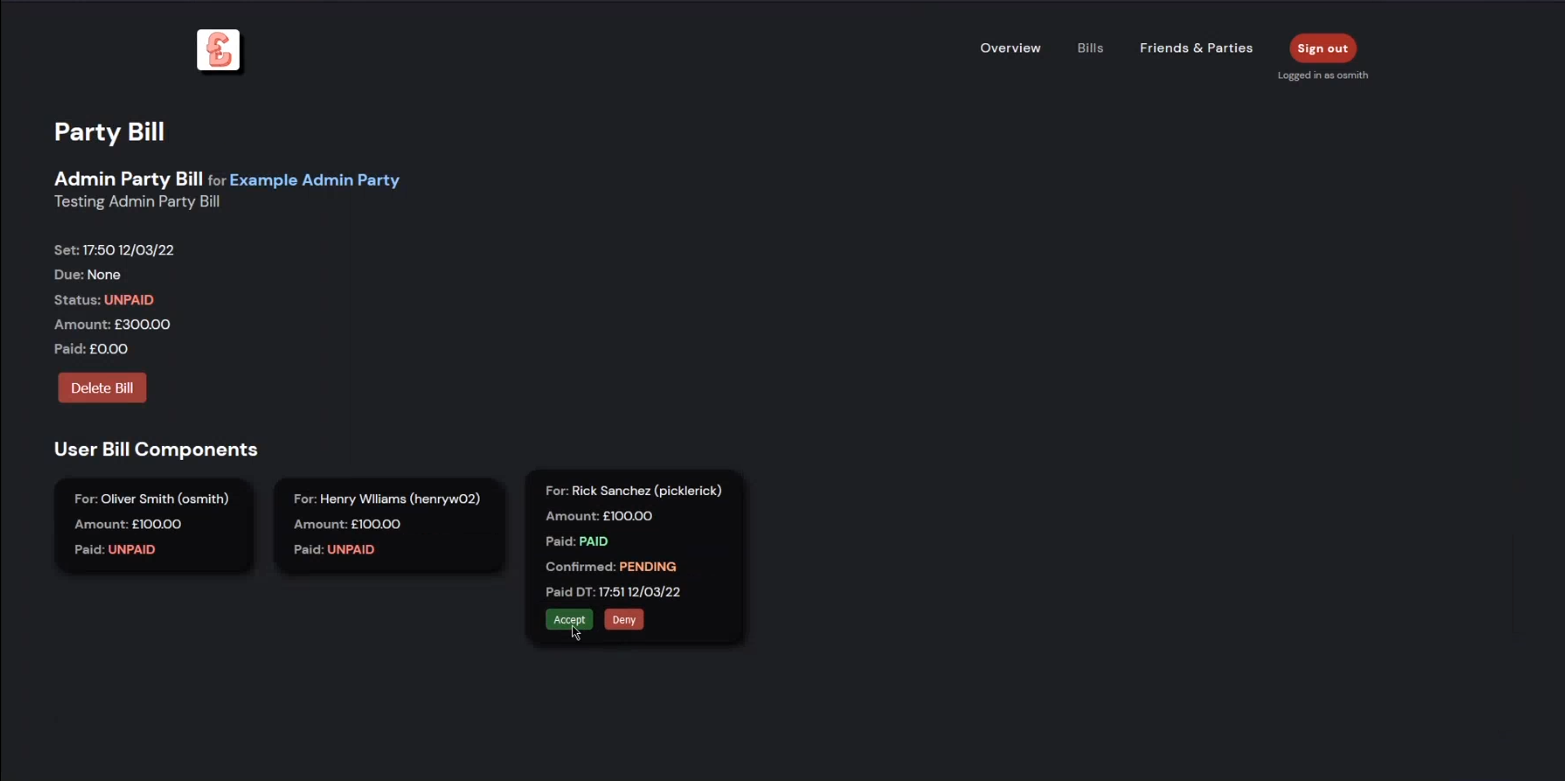 £
Overview Bills Friends & Parties Sign out
Logged in as osmith
Party Bill
Admin Party Bill for Example Admin Party
Testing Admin Party Bill
Set: 17:50 12/03/22
Due: None
Status: UNPAID
Amount: £300.00
Paid: £0.00
Delete Bill
User Bill Components
For: Oliver Smith (osmith)
Amount: £100.00
Paid: UNPAID
For: Henry Wlliams (henryw02)
Amount: £100.00
Paid: UNPAID
For: Rick Sanchez (picklerick)
Amount: £100.00
Paid: PAID
Confirmed: PENDING
Paid DT: 17:51 12/03/22
Accept Deny